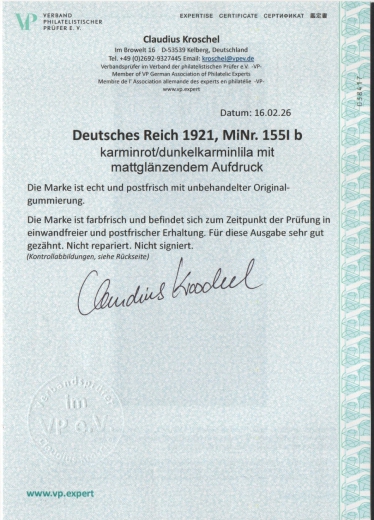 VP VERBAND
PHILATELISTISCHER
PRÜFER E.V.
EXPERTISE CERTIFICATE СЕРТИФИКАТ 鑑定書
Claudius Kroschel
Im Browelt 16 D-53539 Kelberg, Deutschland
Tel. +49 (0)2692-9327445 Email: kroschel@vpev.de
Verbandsprüfer im Verband der philatelistischen Prüfer e.V. -VP-
Member of VP German Association of Philatelic Experts
Membre de l' Association allemande des experts en philatélie -VP-
www.vp.expert
Datum: 16.02.26
Deutsches Reich 1921, MiNr. 155I b
karminrot/dunkelkarminlila mit
mattglänzendem Aufdruck
Die Marke ist echt und postfrisch mit unbehandelter Original-
gummierung.
Die Marke ist farbfrisch und befindet sich zum Zeitpunkt der Prüfung in
einwandfreier und postfrischer Erhaltung. Für diese Ausgabe sehr gut
gezähnt. Nicht repariert. Nicht signiert.
(Kontrollabbildungen, siehe Rückseite)
Claudius Kroschel
Verbandsprüfer
im
VP e.V.
www.vp.expert